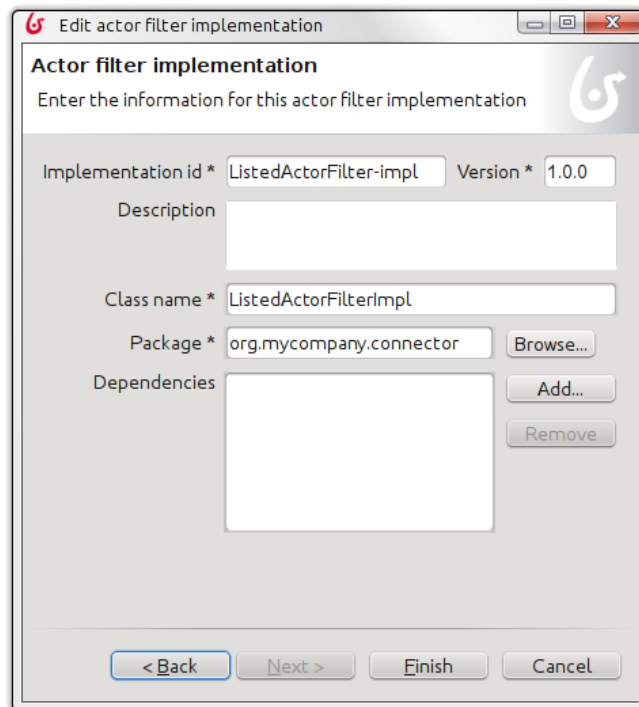 Edit actor filter implementation
Actor filter implementation
Enter the information for this actor filter implementation
Implementation id * ListedActorFilter-impl Version * 1.0.0
Description
Class name * ListedActorFilterImpl
Package * org.mycompany.connector Browse...
Dependencies Add...
Remove
< Back Next > Finish Cancel